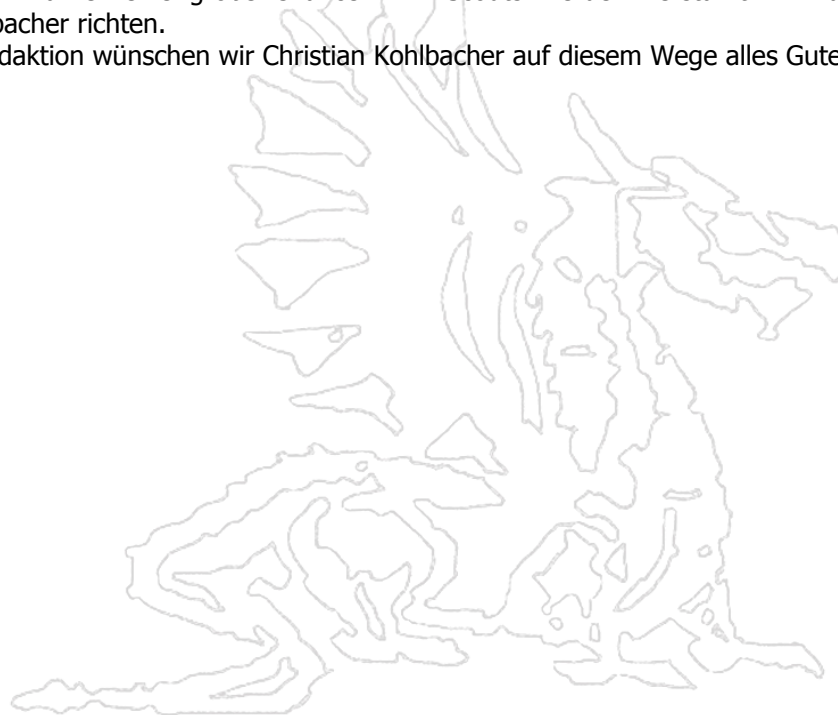 bacher richten.
daktion wünschen wir Christian Kohlbacher auf diesem Wege alles Gute